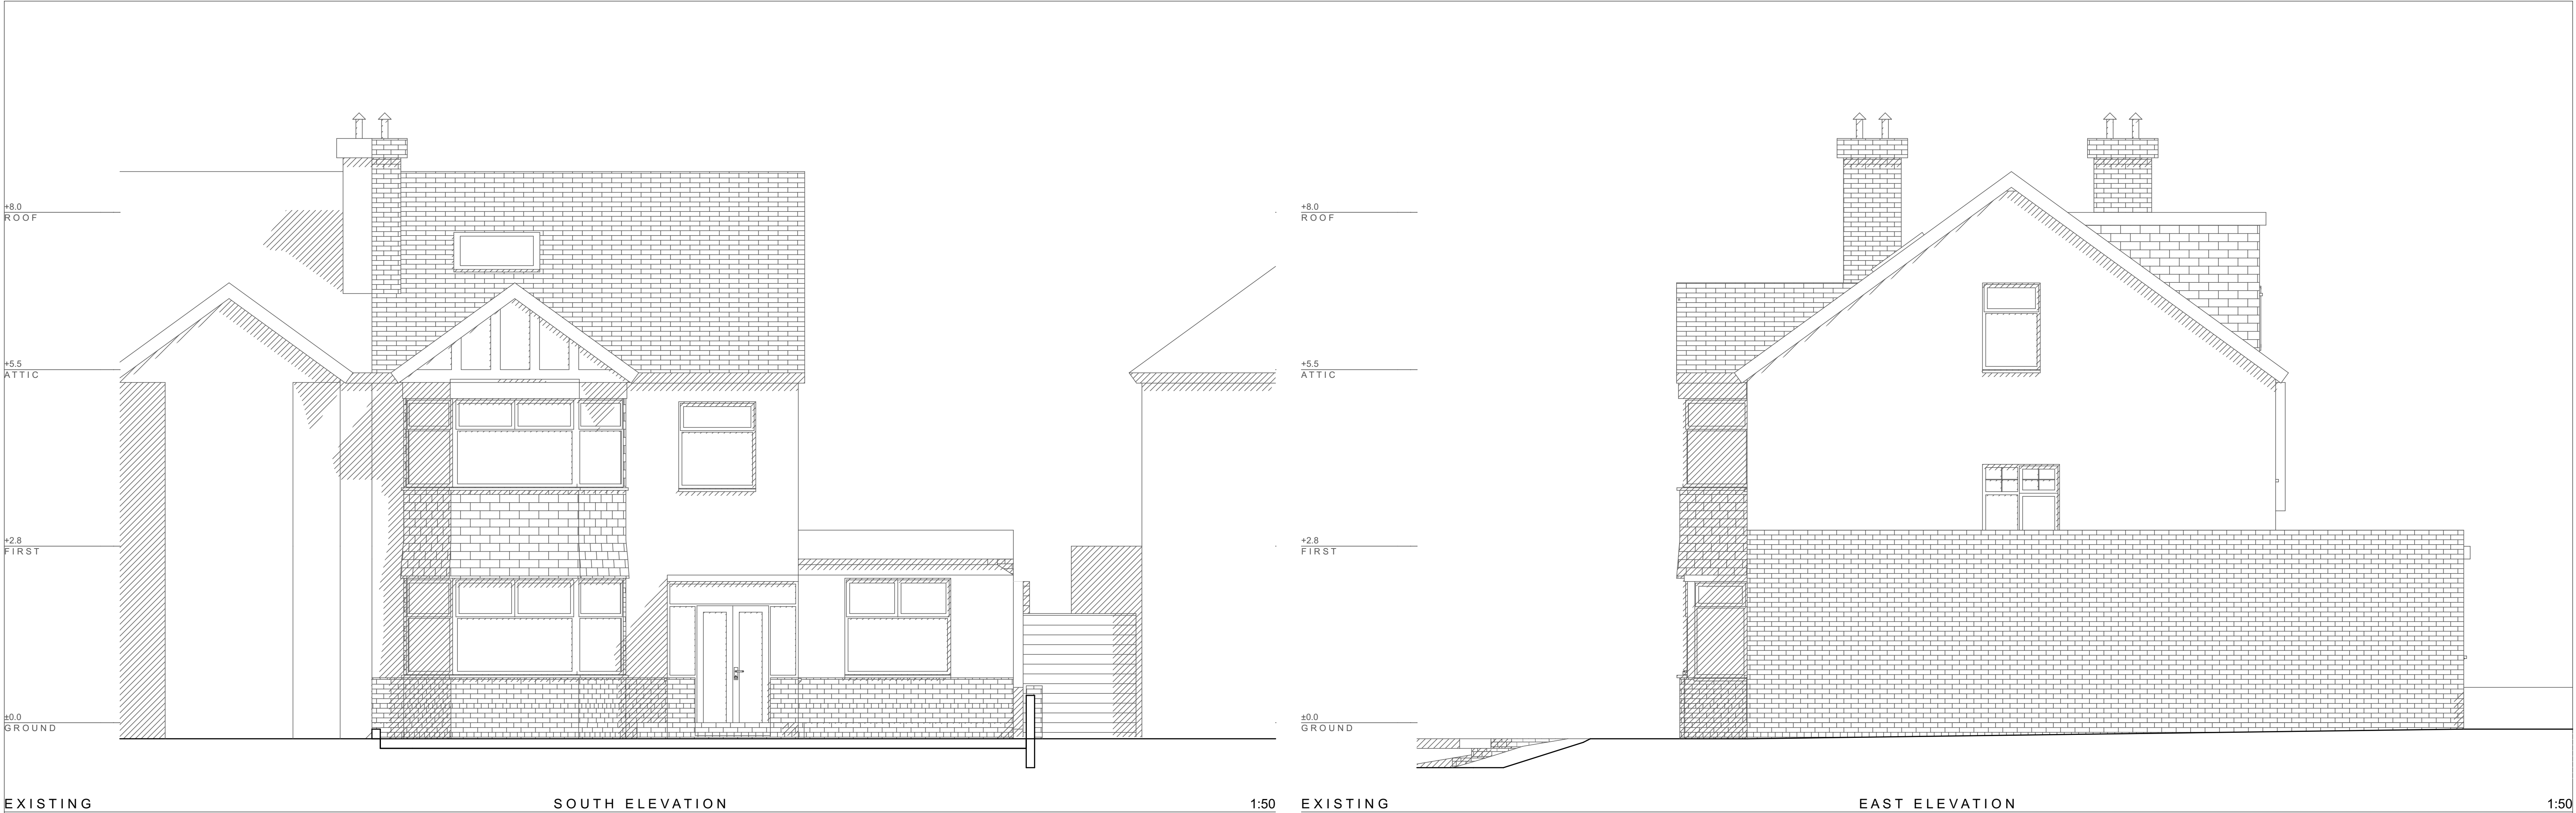 +8.0
ROOF
+5.5
ATTIC
+2.8
FIRST
±0.0
GROUND
EXISTING SOUTH ELEVATION 1:50
+8.0
ROOF
+5.5
ATTIC
+2.8
FIRST
±0.0
GROUND
EXISTING EAST ELEVATION 1:50